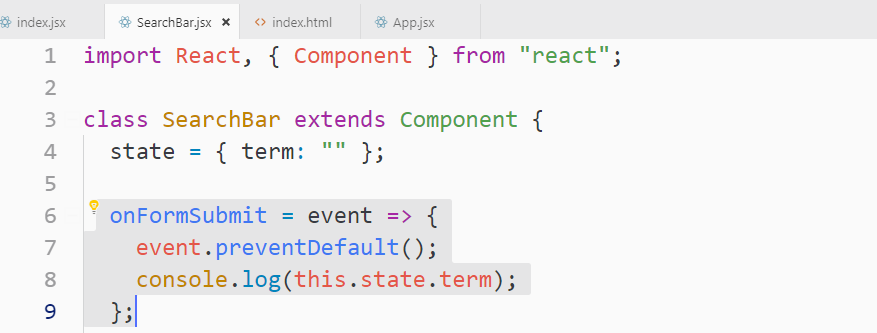 index.jsx SearchBar.jsx × <> index.html App.jsx
1 import React, { Component } from "react";
2
3 class SearchBar extends Component {
4 state = { term: "" };
5
6 onFormSubmit = event => {
7 event.preventDefault();
8 console.log(this.state.term);
9 };